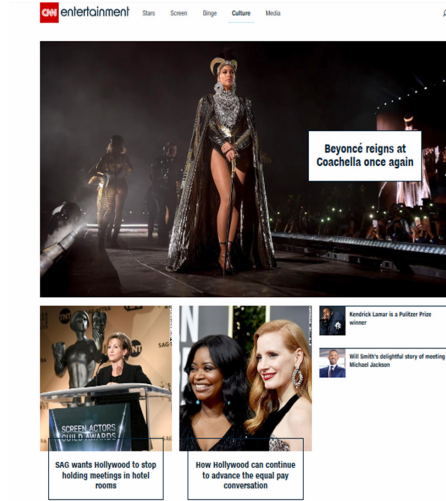 CNN entertainment Stars Screen Binge Culture Media
Beyoncé reigns at
Coachella once again
Kendrick Lamar is a Pulitzer Prize
winner
Will Smith's delightful story of meeting
Michael Jackson
SCREEN ACTORS
GUILD AWARDS
SAG wants Hollywood to stop
holding meetings in hotel
rooms
How Hollywood can continue
to advance the equal pay
conversation